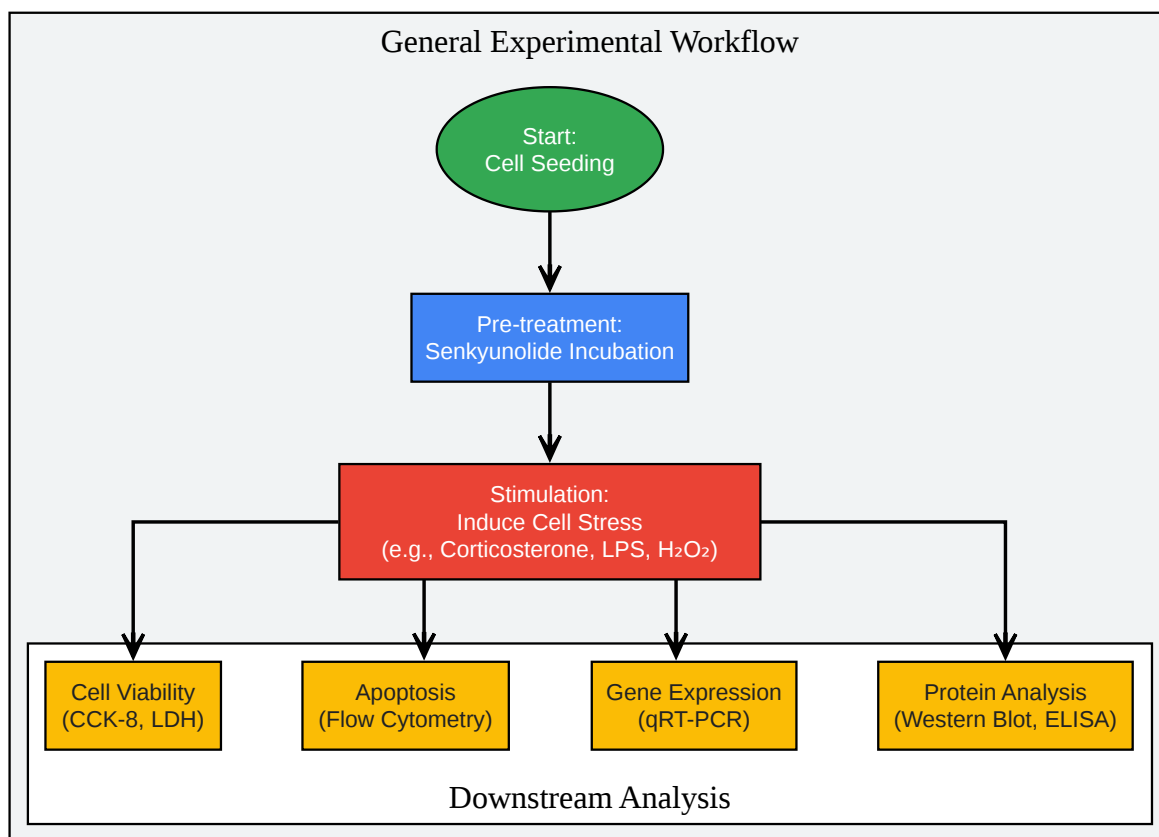 General Experimental Workflow
Start:
Cell Seeding
Pre-treatment:
Senkyunolide Incubation
Stimulation:
Induce Cell Stress
(e.g., Corticosterone, LPS, H₂O₂)
Cell Viability
(CCK-8, LDH)
Apoptosis
(Flow Cytometry)
Gene Expression
(qRT-PCR)
Protein Analysis
(Western Blot, ELISA)
Downstream Analysis